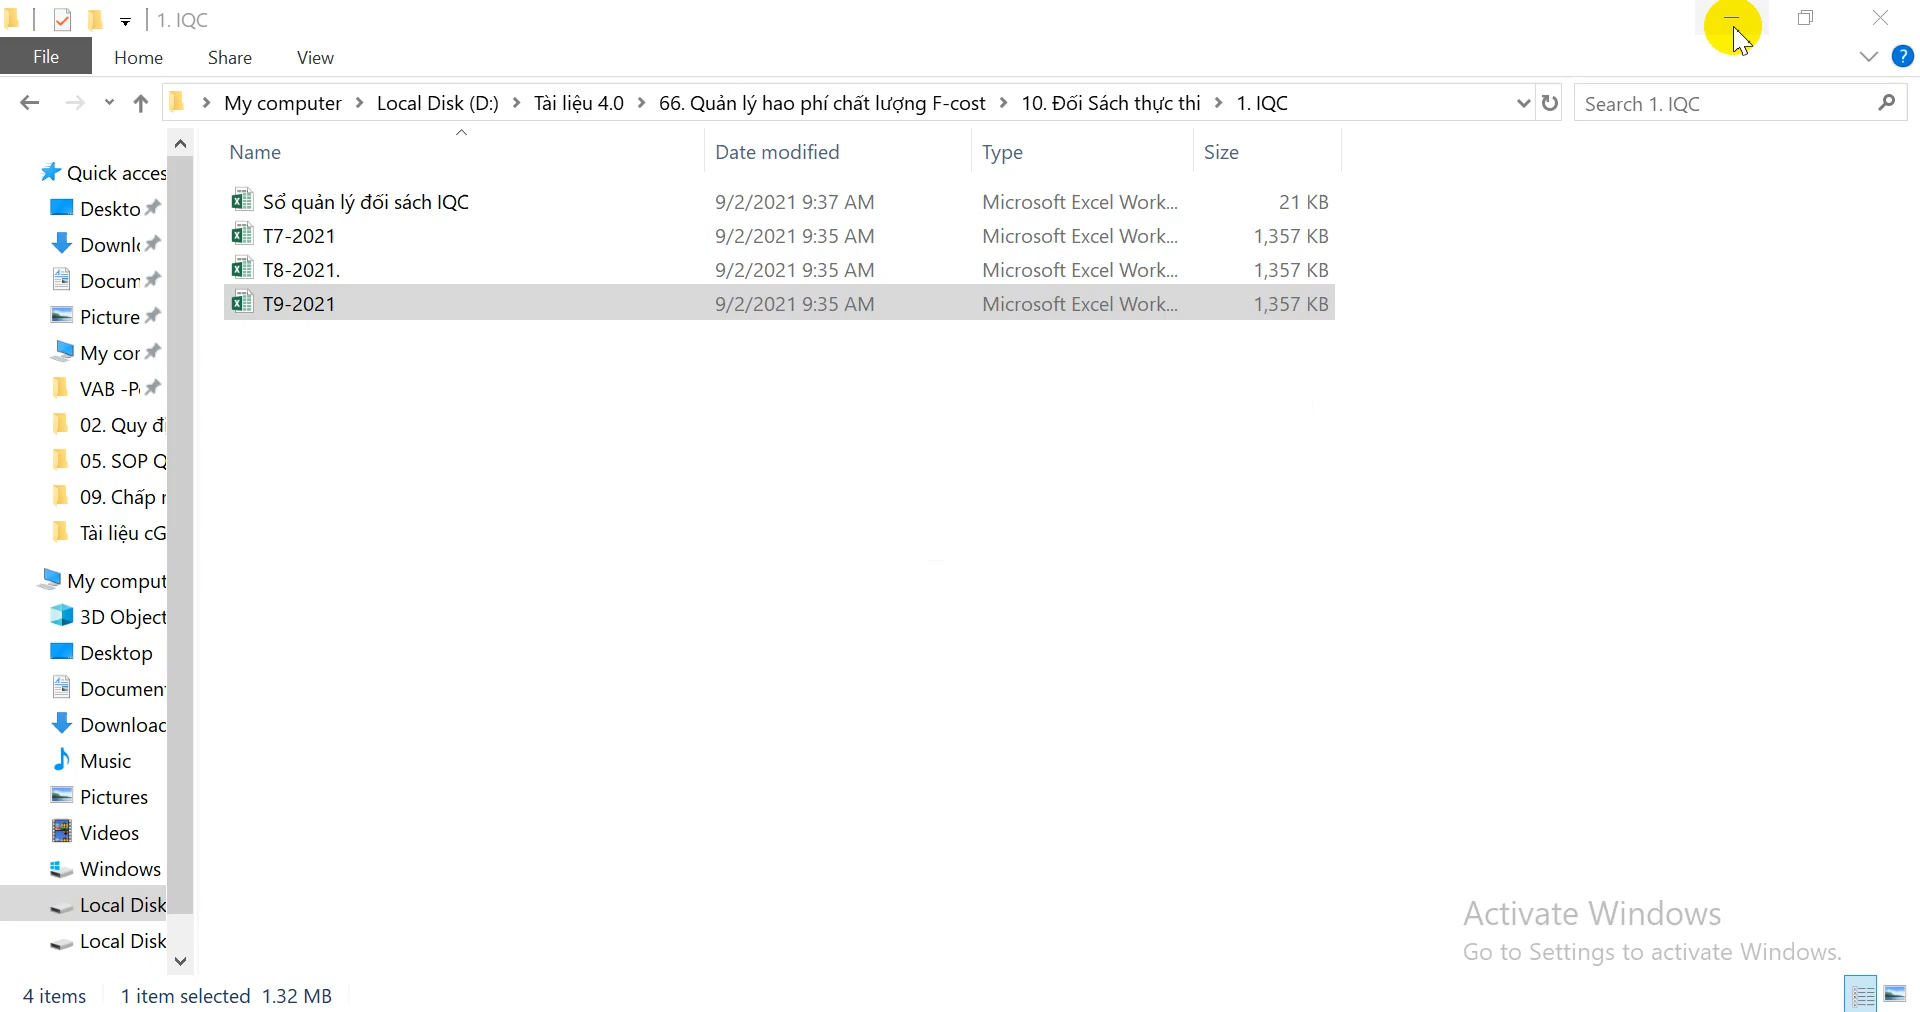 1. IQC
File Home Share View
My computer Local Disk (D:) Tài liệu 4.0 66. Quản lý hao phí chất lượng F-cost 10. Đối Sách thực thi 1. IQC Search 1. IQC
Name Date modified Type Size
Sổ quản lý đối sách IQC 9/2/2021 9:37 AM Microsoft Excel Work... 21 KB
T7-2021 9/2/2021 9:35 AM Microsoft Excel Work... 1,357 KB
T8-2021. 9/2/2021 9:35 AM Microsoft Excel Work... 1,357 KB
T9-2021 9/2/2021 9:35 AM Microsoft Excel Work... 1,357 KB
Quick acces
Deskto
Downl
Docum
Picture
My cor
VAB -P
02. Quy đ
05. SOP Q
09. Chấp r
Tài liệu cG
My comput
3D Object
Desktop
Documen
Downloac
Music
Pictures
Videos
Windows
Local Disk
Local Disk
Activate Windows
Go to Settings to activate Windows.
4 items 1 item selected 1.32 MB